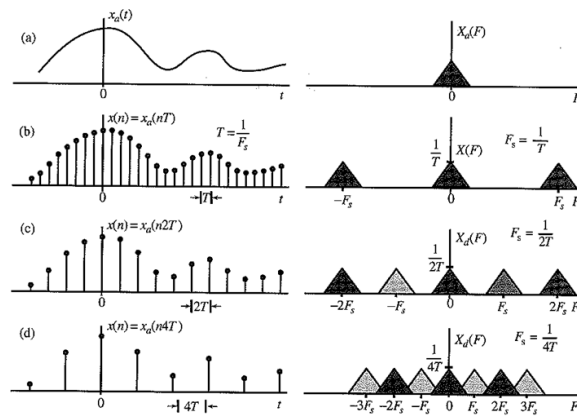 (a)
x_a(t)
0
t
X_a(F)
0
(b)
x(n) = x_a(nT)
T = 1/F_s
T
0
t
1/T
X(F)
F_s = 1/T
-F_s
0
F_s
(c)
x(n) = x_a(n2T)
2T
0
t
1/2T
X_d(F)
F_s = 1/2T
-2F_s
-F_s
0
F_s
2F_s
(d)
x(n) = x_a(n4T)
4T
0
t
1/4T
X_d(F)
F_s = 1/4T
-3F_s
-2F_s
-F_s
0
F_s
2F_s
3F_s